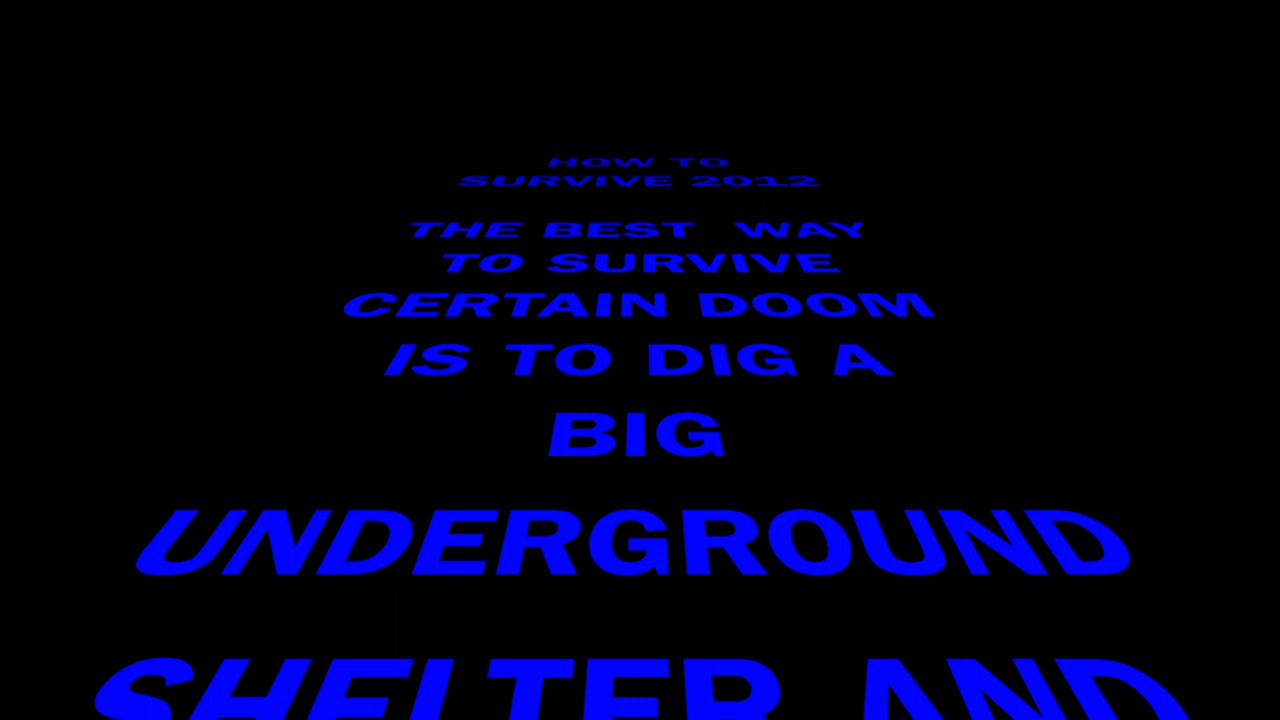 HOW TO
SURVIVE 2012
THE BEST WAY
TO SURVIVE
CERTAIN DOOM
IS TO DIG A
BIG
UNDERGROUND
SHELTER AND